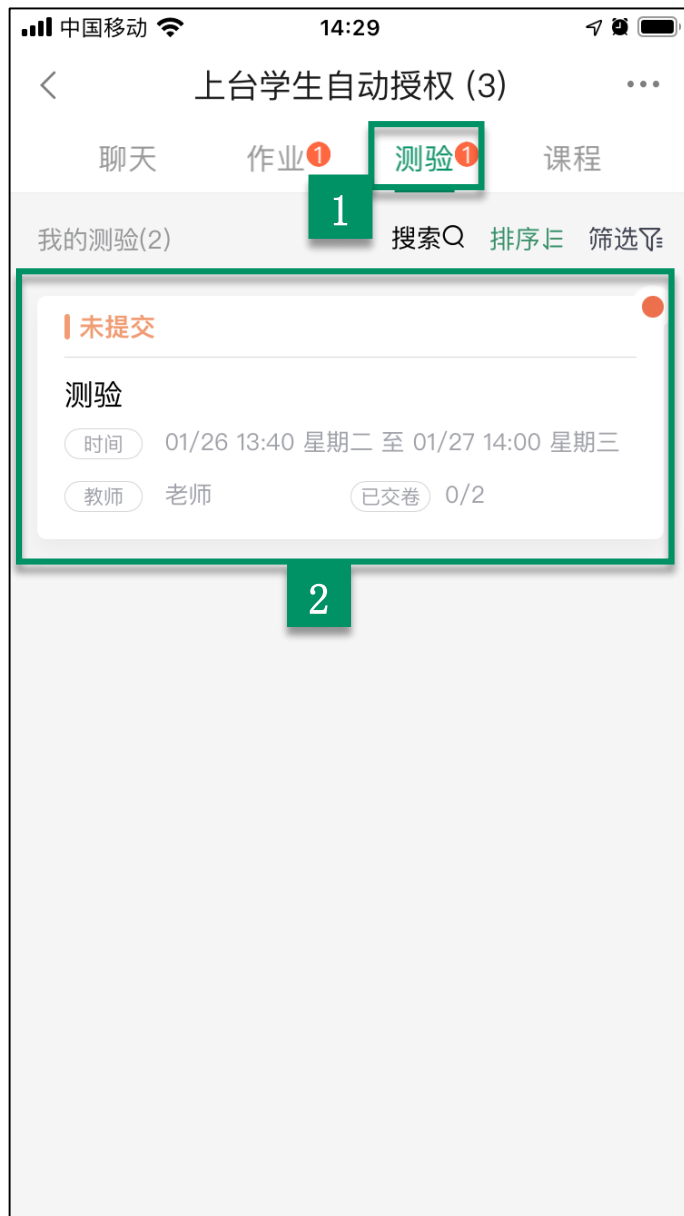 中国移动 14:29
上台学生自动授权 (3)
聊天 作业1 测验1 课程
1
我的测验(2) 搜索 排序 筛选
未提交
测验
时间 01/26 13:40 星期二 至 01/27 14:00 星期三
教师 老师 已交卷 0/2
2